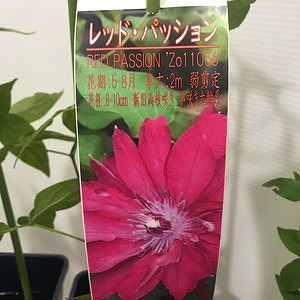 レッド・パッション
RED PASSION "Zo11050"
花期:5-8月 草丈:2m 弱剪定
花径:8-10cm 新旧両枝咲き